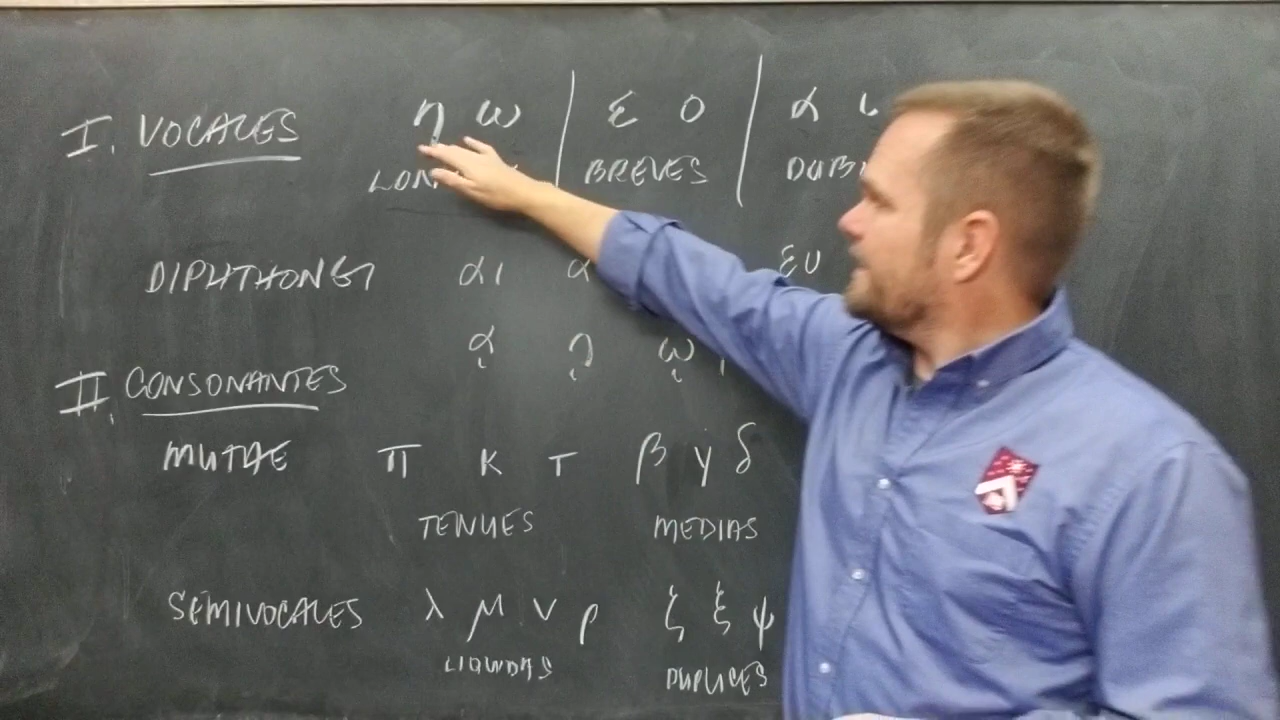 I. VOCALES η ω | ε ο | α ι
BREVES
DIPHTHONGI αι ευ
ᾳ ῃ ῳ
II. CONSONANTES
MUTAE π κ τ β γ δ
TENUES MEDIAS
SEMIVOCALES λ μ ν ρ ζ ξ ψ
LIQUIDAS DUPLICES